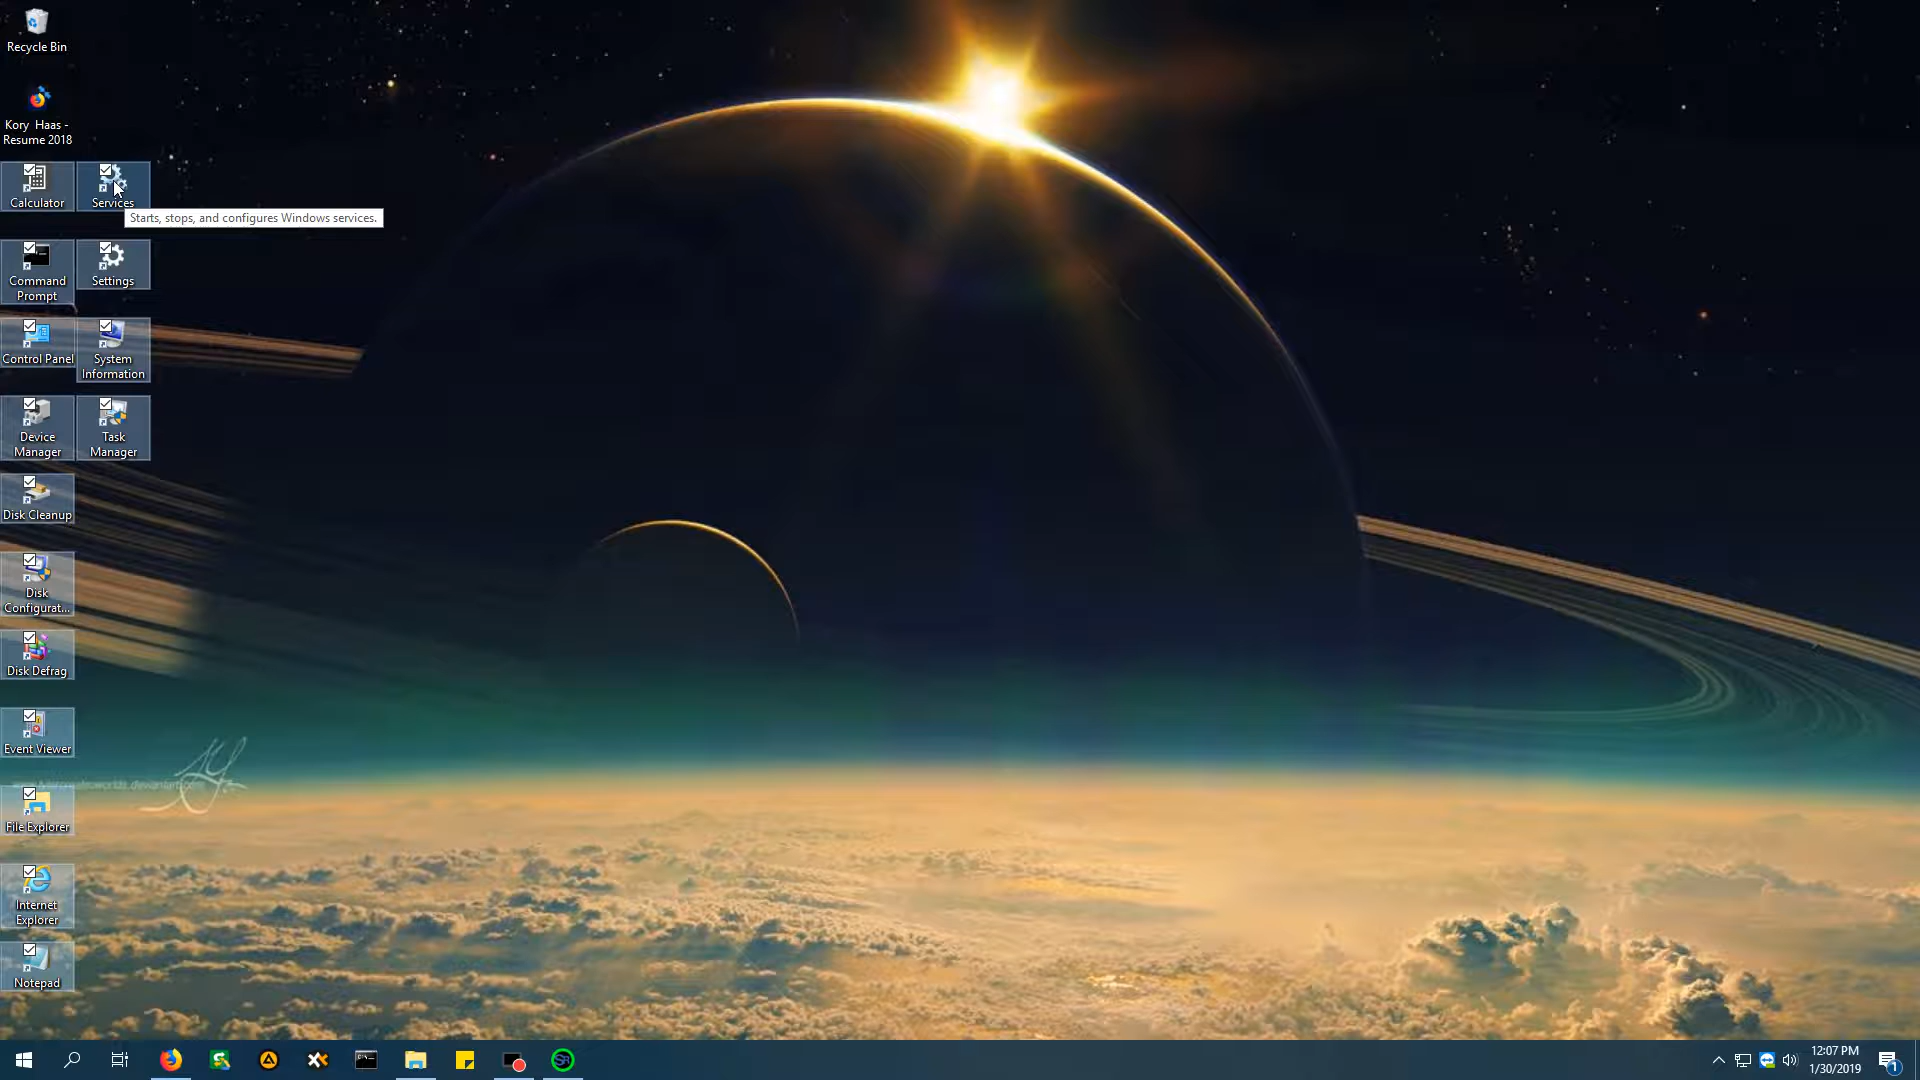 Recycle Bin
Kory Haas -
Resume 2018
Calculator
Services
Starts, stops, and configures Windows services.
Command
Prompt
Settings
Control Panel
System
Information
Device
Manager
Task
Manager
Disk Cleanup
Disk
Configurat...
Disk Defrag
Event Viewer
File Explorer
Internet
Explorer
Notepad
12:07 PM
1/30/2019
1